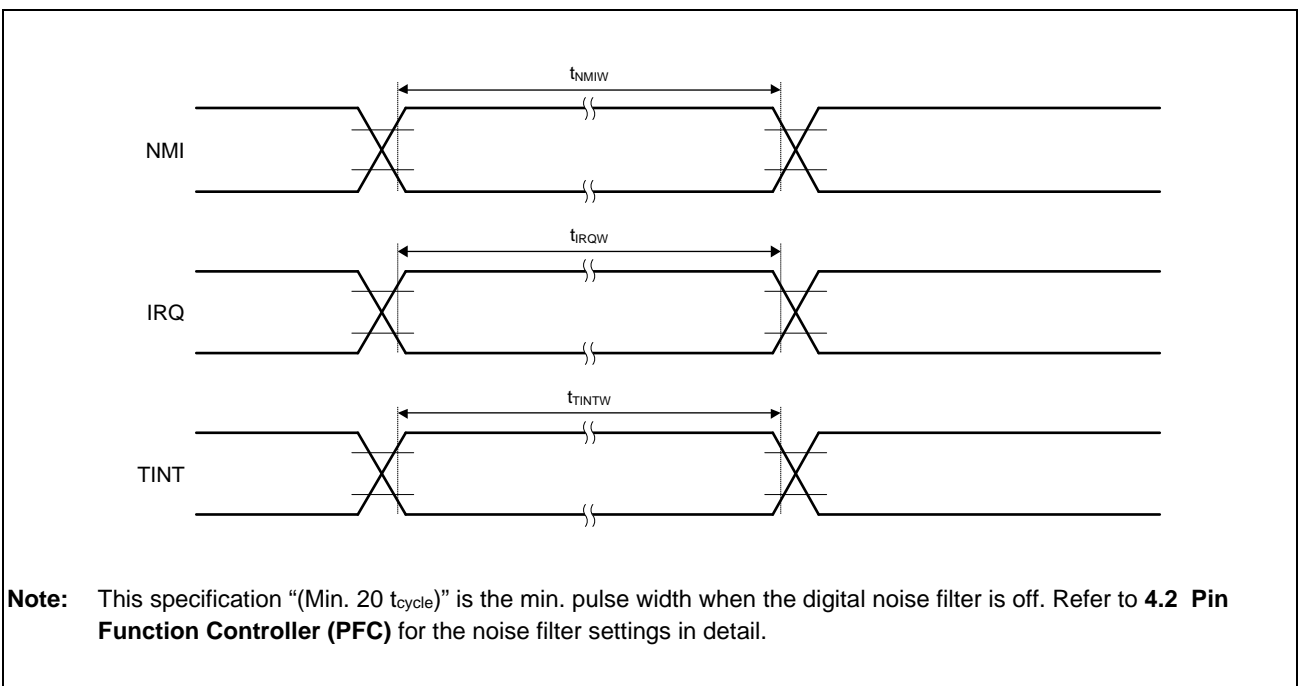 tNMIW
NMI
tIRQW
IRQ
tTINTW
TINT
Note: This specification “(Min. 20 tcycle)” is the min. pulse width when the digital noise filter is off. Refer to 4.2 Pin
Function Controller (PFC) for the noise filter settings in detail.